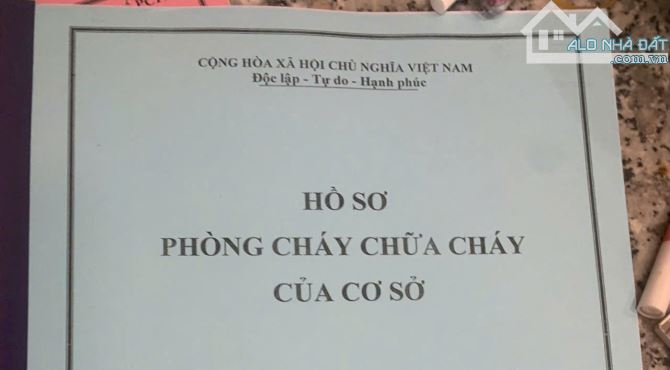 ALO NHÀ ĐẤT
.com.vn
CỘNG HÒA XÃ HỘI CHỦ NGHĨA VIỆT NAM
Độc lập - Tự do - Hạnh phúc
HỒ SƠ
PHÒNG CHÁY CHỮA CHÁY
CỦA CƠ SỞ